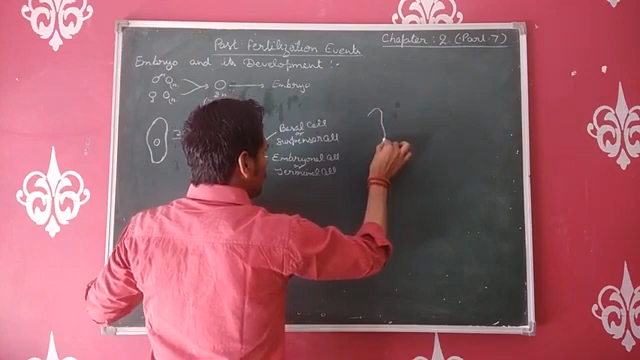 Post Fertilization Events
Chapter : 2. (Part-7)
Embryo and its Development :-
Embryo
2n
Basal Cell
or
Suspensor Cell
Embryonal Cell
or
Terminal Cell